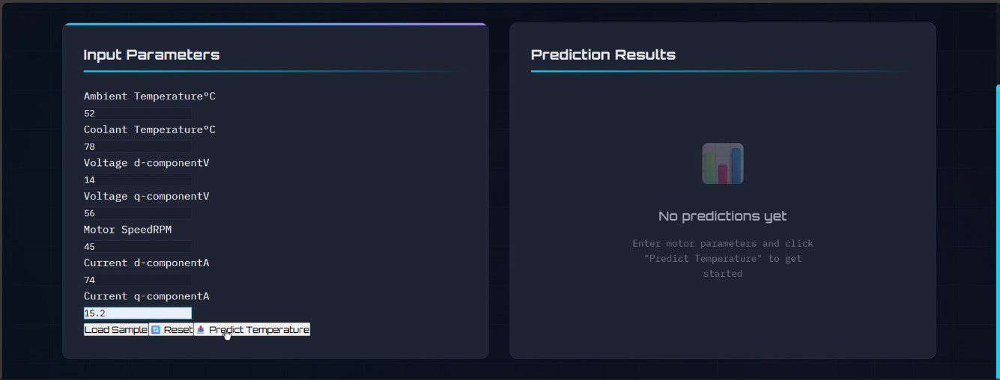 Input Parameters
Ambient Temperature°C
52
Coolant Temperature°C
78
Voltage d-componentV
14
Voltage q-componentV
56
Motor SpeedRPM
45
Current d-componentA
74
Current q-componentA
15.2
Load Sample Reset Predict Temperature
Prediction Results
No predictions yet
Enter motor parameters and click
"Predict Temperature" to get
started